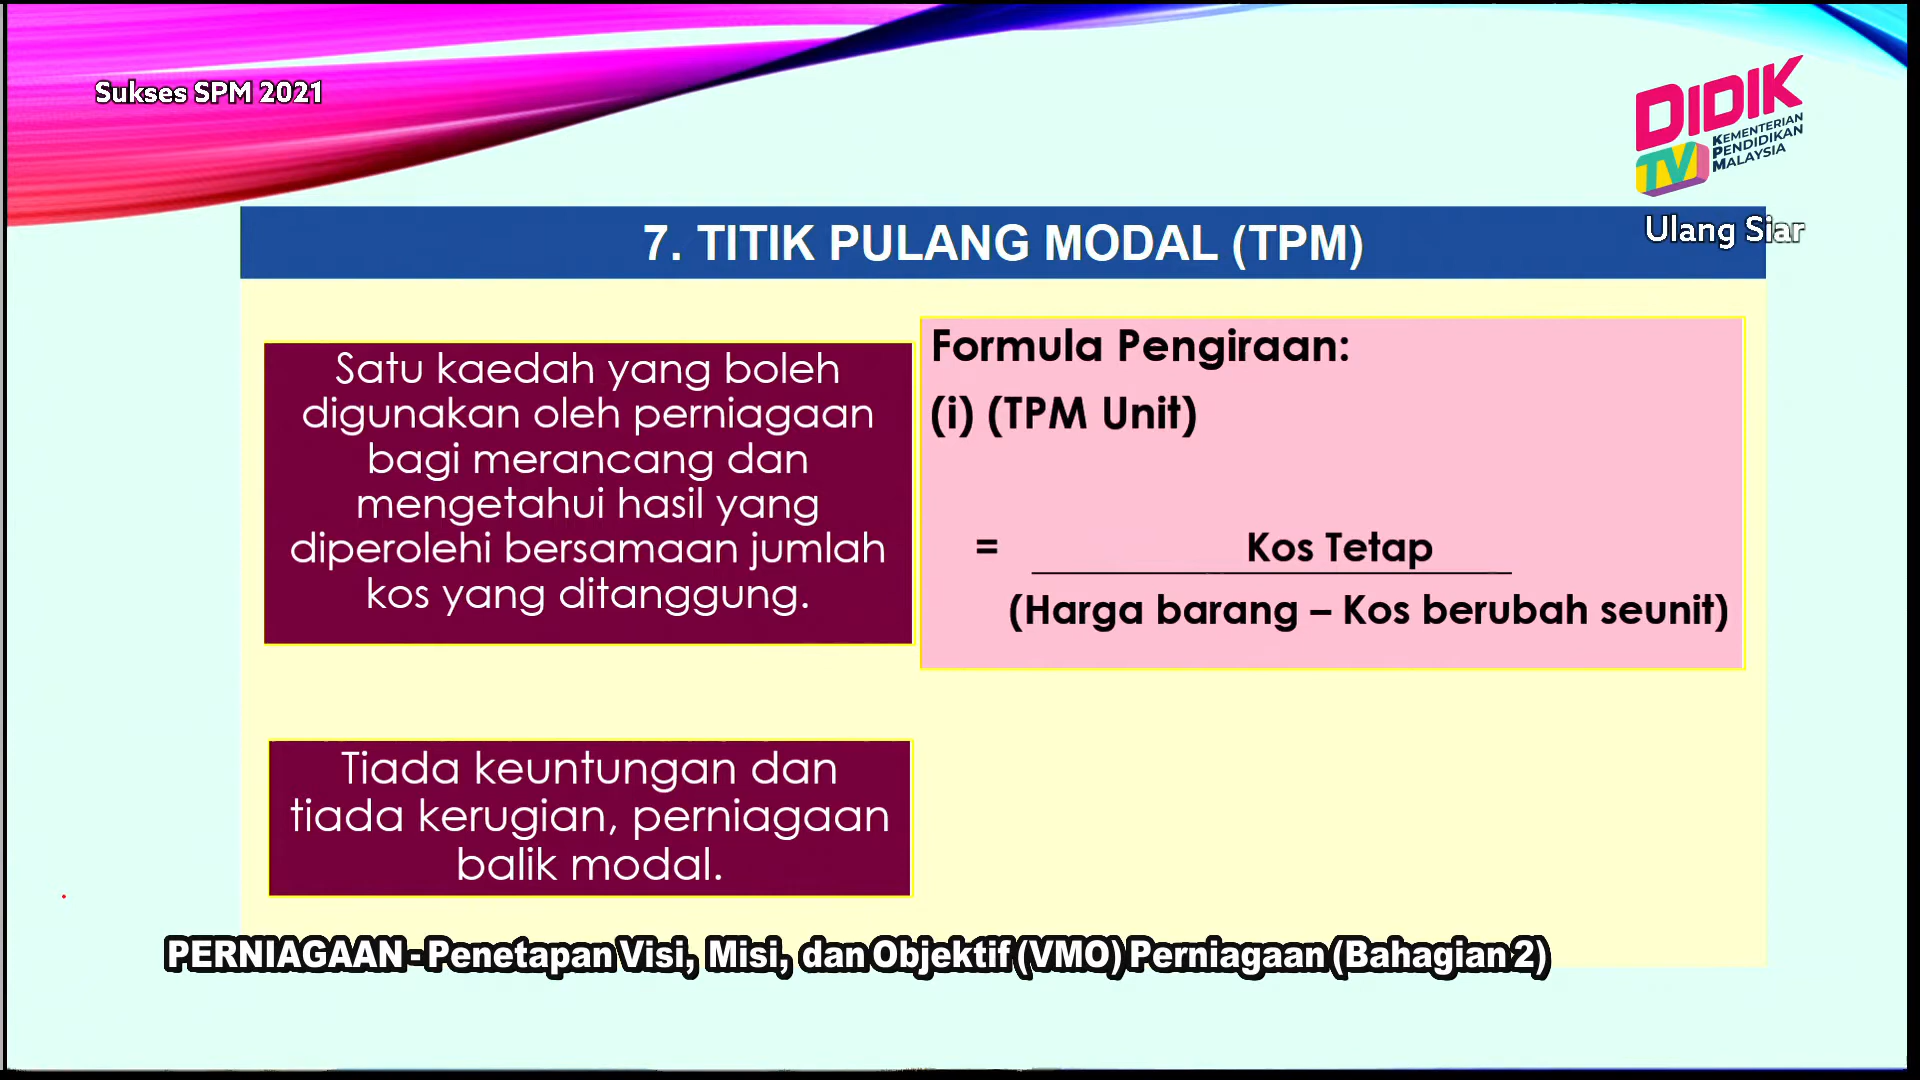 Sukses SPM 2021
DIDIK
TV
KEMENTERIAN
PENDIDIKAN
MALAYSIA
Ulang Siar
7. TITIK PULANG MODAL (TPM)
Satu kaedah yang boleh
digunakan oleh perniagaan
bagi merancang dan
mengetahui hasil yang
diperolehi bersamaan jumlah
kos yang ditanggung.
Formula Pengiraan:
(i) (TPM Unit)
= Kos Tetap
(Harga barang – Kos berubah seunit)
Tiada keuntungan dan
tiada kerugian, perniagaan
balik modal.
PERNIAGAAN - Penetapan Visi, Misi, dan Objektif (VMO) Perniagaan (Bahagian 2)